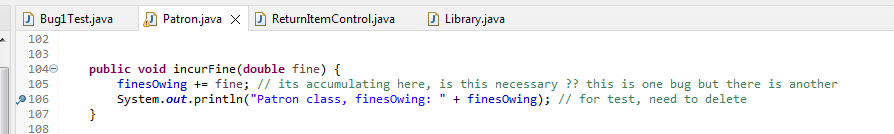 Bug1Test.java Patron.java ReturnItemControl.java Library.java
102
103
104 public void incurFine(double fine) {
105 finesOwing += fine; // its accumulating here, is this necessary ?? this is one bug but there is another
106 System.out.println("Patron class, finesOwing: " + finesOwing); // for test, need to delete
107 }
108